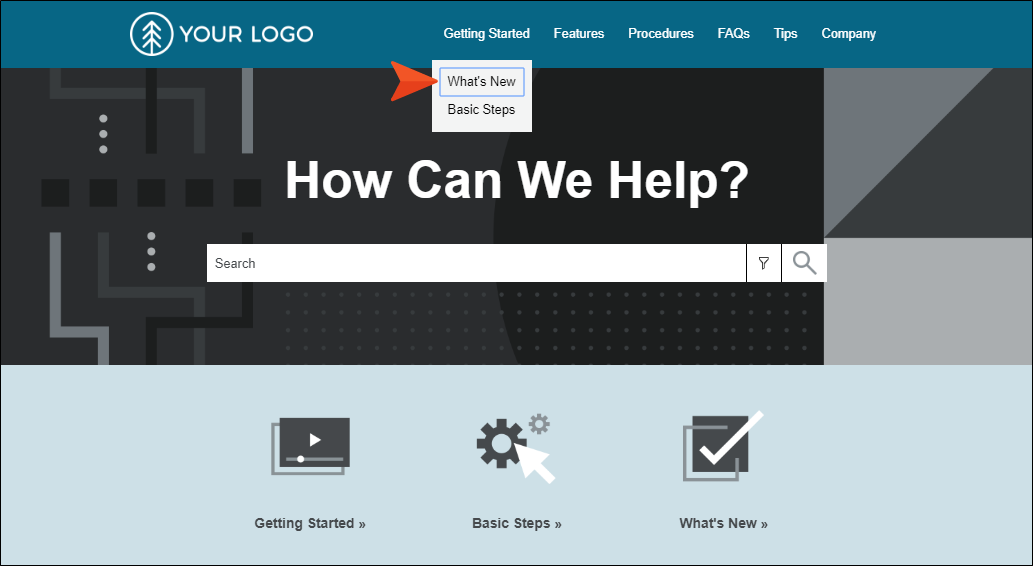 YOUR LOGO
Getting Started Features Procedures FAQs Tips Company
What's New
Basic Steps
How Can We Help?
Search
Getting Started »
Basic Steps »
What's New »